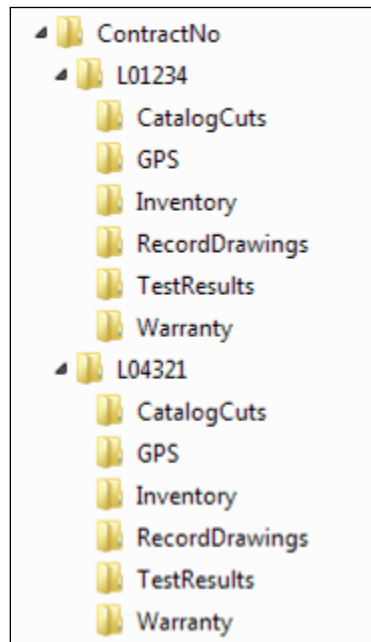 ContractNo
L01234
CatalogCuts
GPS
Inventory
RecordDrawings
TestResults
Warranty
L04321
CatalogCuts
GPS
Inventory
RecordDrawings
TestResults
Warranty